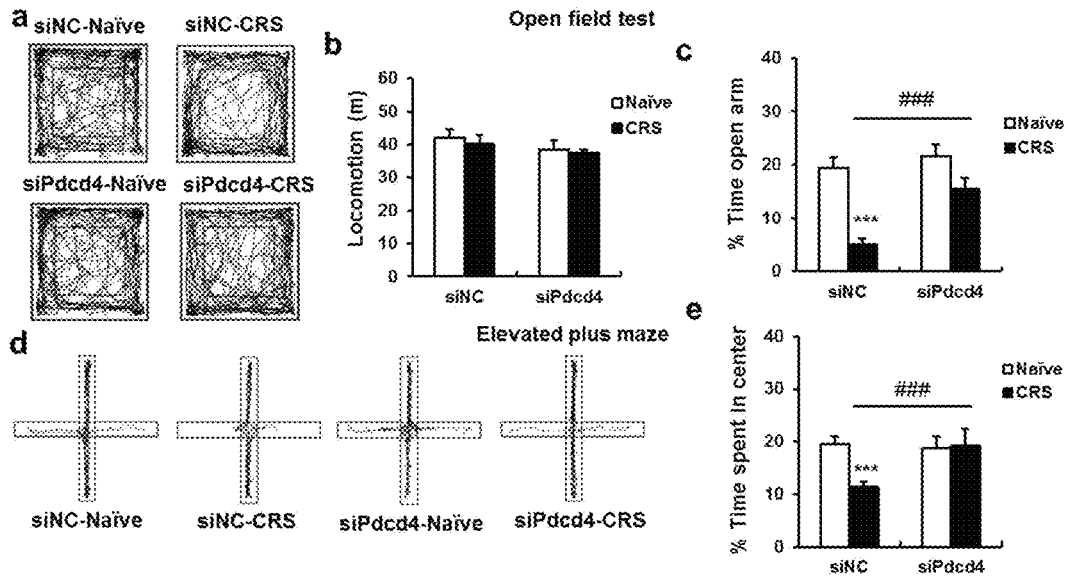 a
siNC-Naïve siNC-CRS
siPdcd4-Naïve siPdcd4-CRS
Open field test
b
Locomotion (m)
60
50
40
30
20
10
0
Naïve
CRS
siNC siPdcd4
c
% Time open arm
40
30
20
10
0
###
***
Naïve
CRS
siNC siPdcd4
d
Elevated plus maze
siNC-Naïve siNC-CRS siPdcd4-Naïve siPdcd4-CRS
e
% Time spent in center
40
30
20
10
0
###
***
Naïve
CRS
siNC siPdcd4